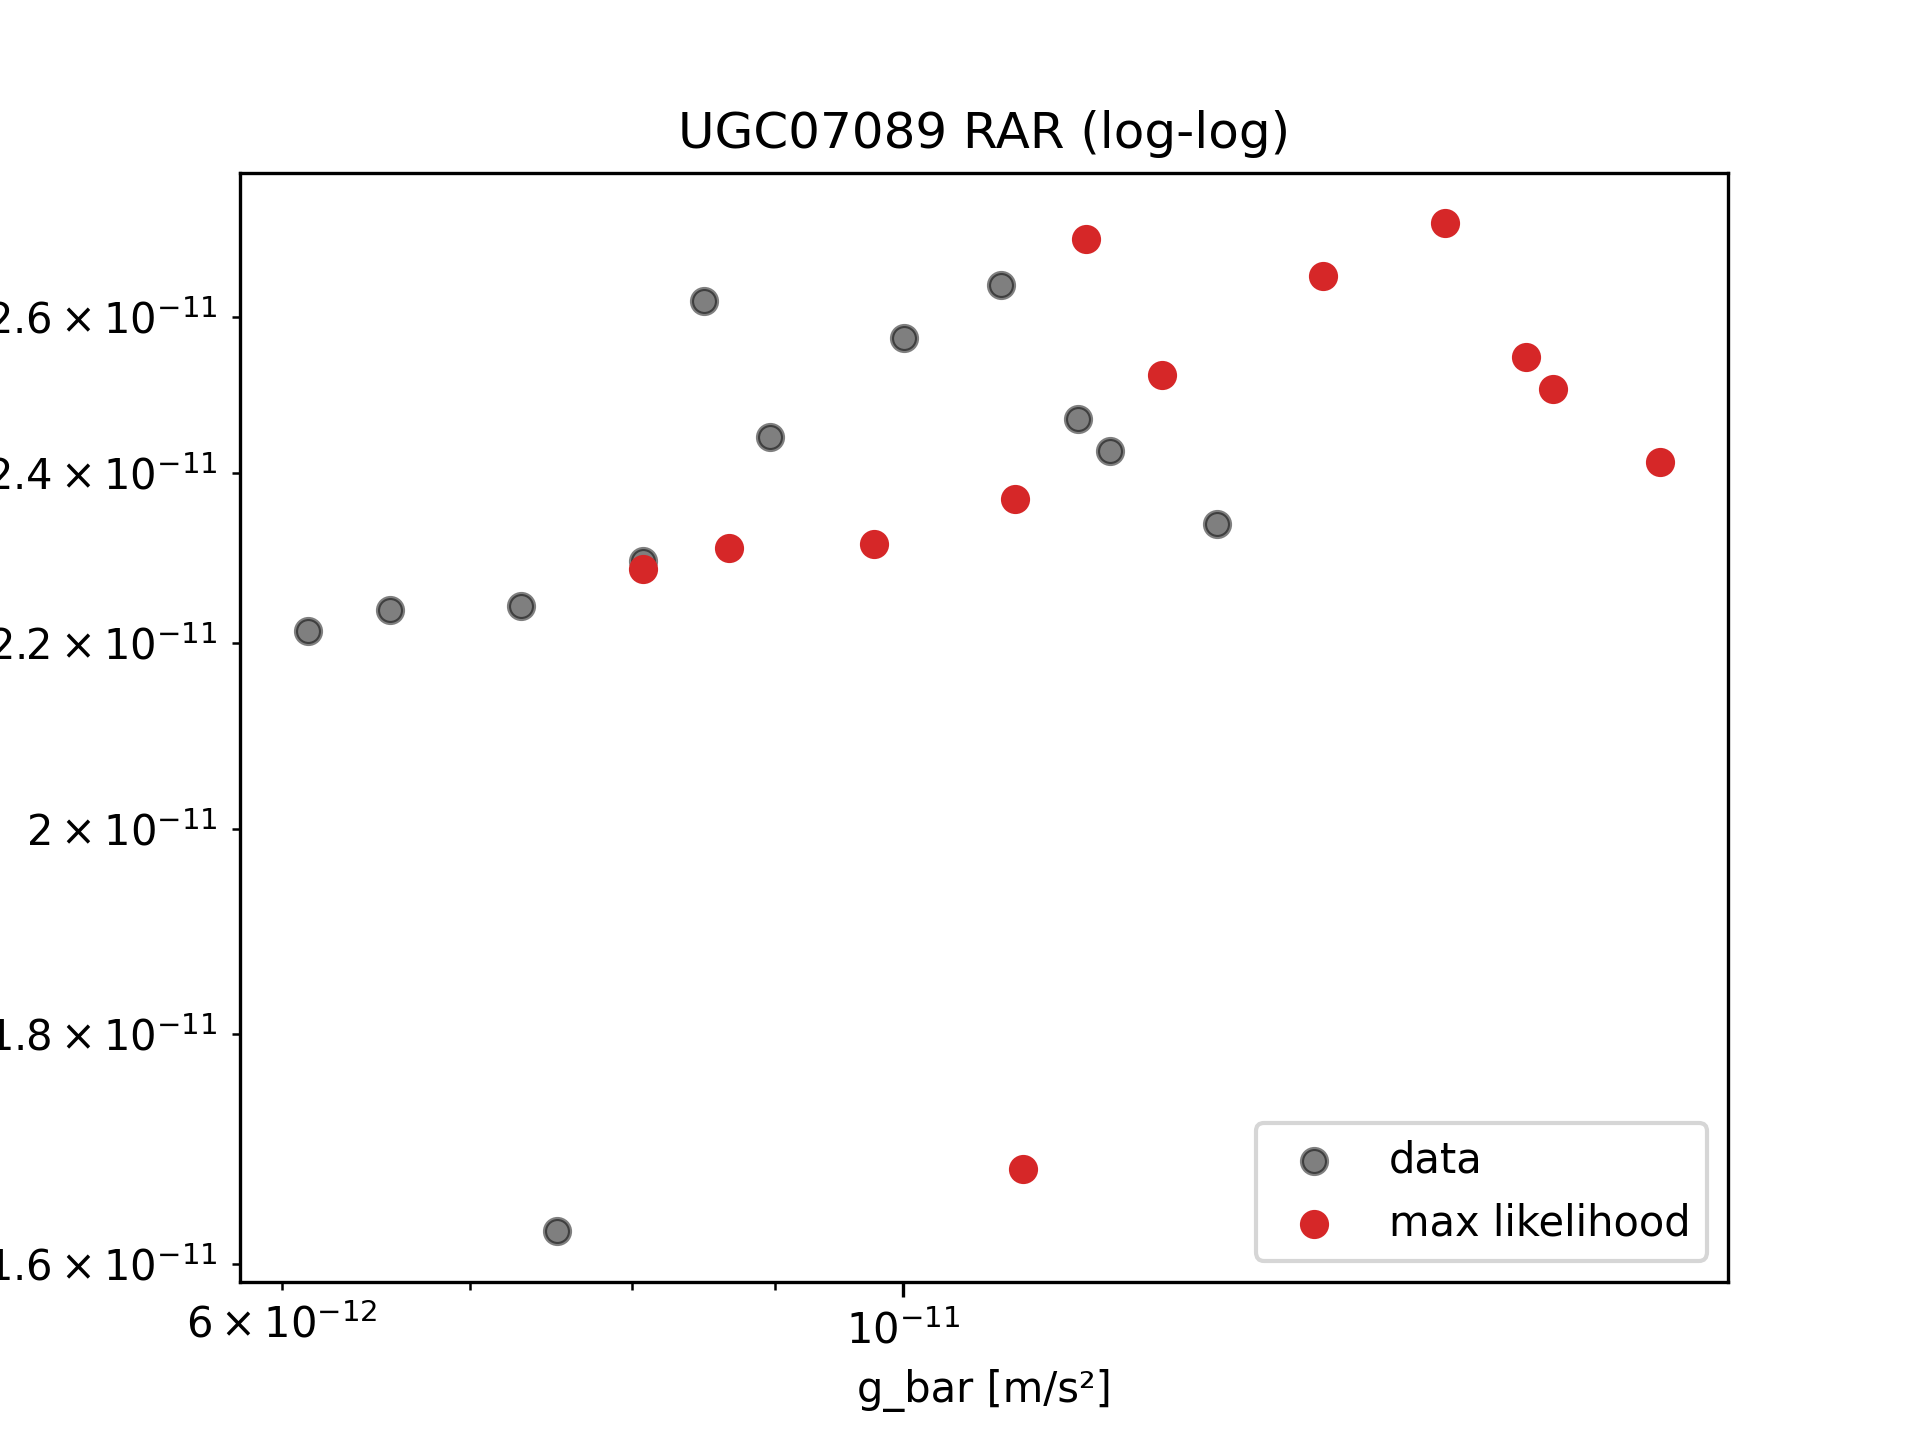 UGC07089 RAR (log-log)
2.6 × 10⁻¹¹
2.4 × 10⁻¹¹
2.2 × 10⁻¹¹
2 × 10⁻¹¹
1.8 × 10⁻¹¹
1.6 × 10⁻¹¹
data
max likelihood
6 × 10⁻¹²
10⁻¹¹
g_bar [m/s²]